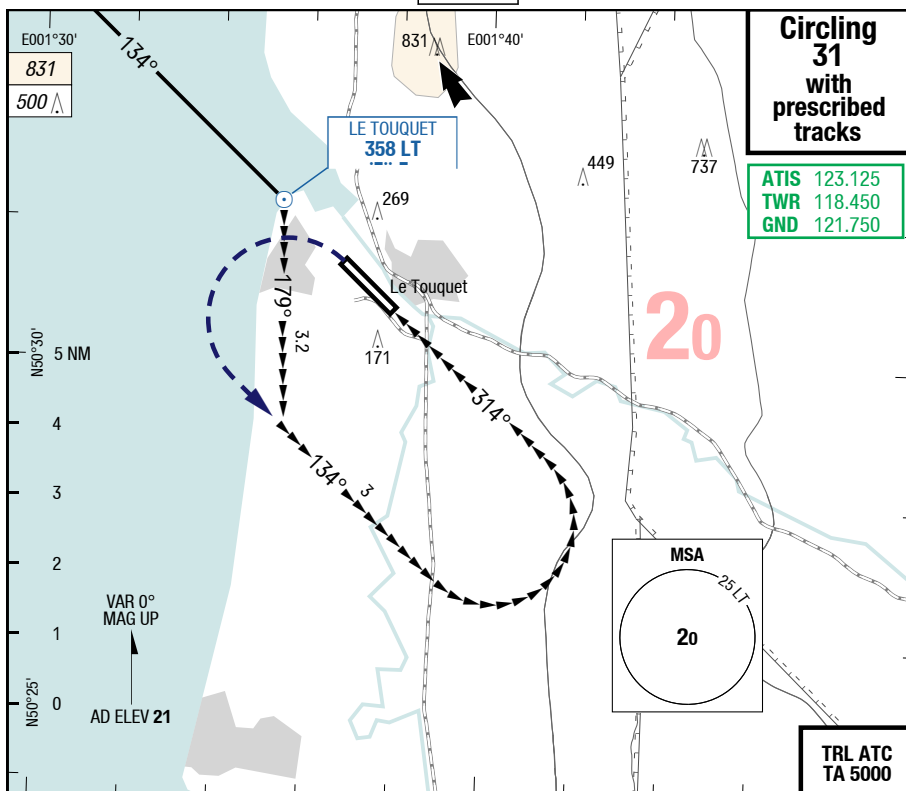 E001°30'
134°
831
E001°40'
Circling
31
with
prescribed
tracks
831
500
LE TOUQUET
358 LT
449
737
ATIS 123.125
TWR 118.450
GND 121.750
269
179°
Le Touquet
3.2
171
20
N50°30'
5 NM
4
314°
134°
3
3
2
1
0
MSA
25 LT
20
VAR 0°
MAG UP
N50°25'
AD ELEV 21
TRL ATC
TA 5000